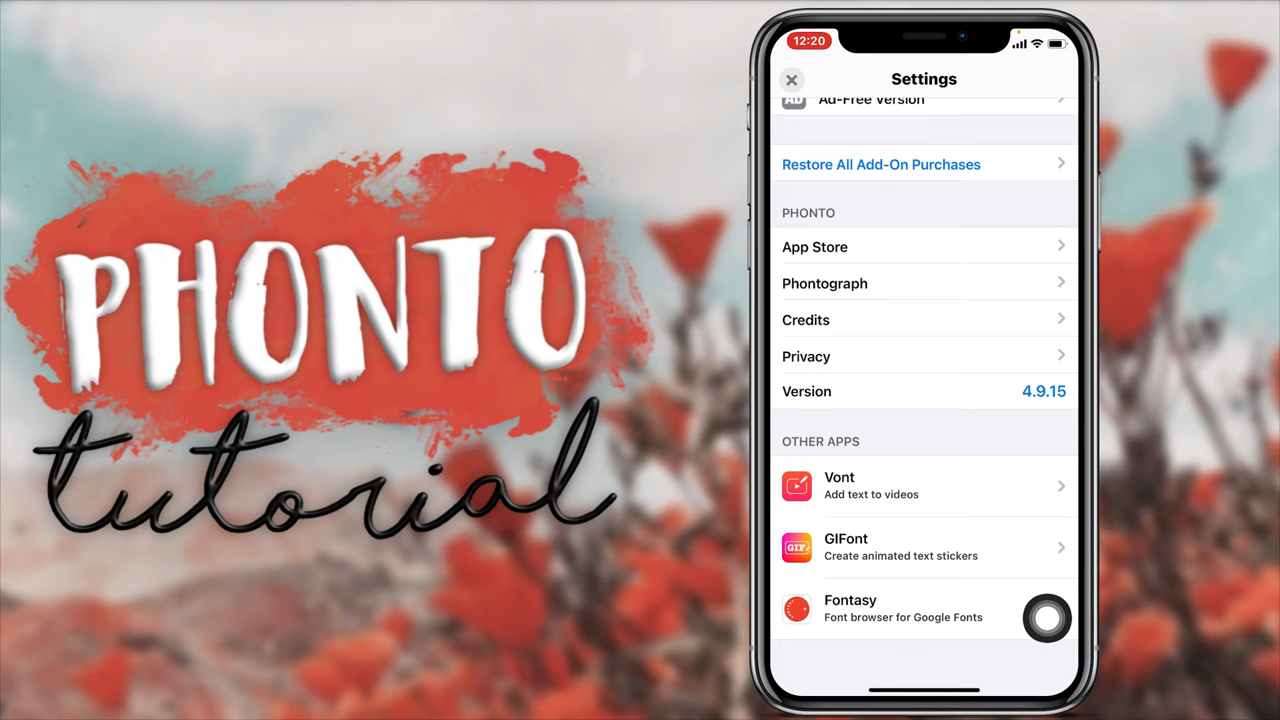 PHONTO
tutorial
12:20
Settings
AD Ad-Free Version
Restore All Add-On Purchases
PHONTO
App Store
Phontograph
Credits
Privacy
Version 4.9.15
OTHER APPS
Vont
Add text to videos
GIF
GIFont
Create animated text stickers
Fontasy
Font browser for Google Fonts